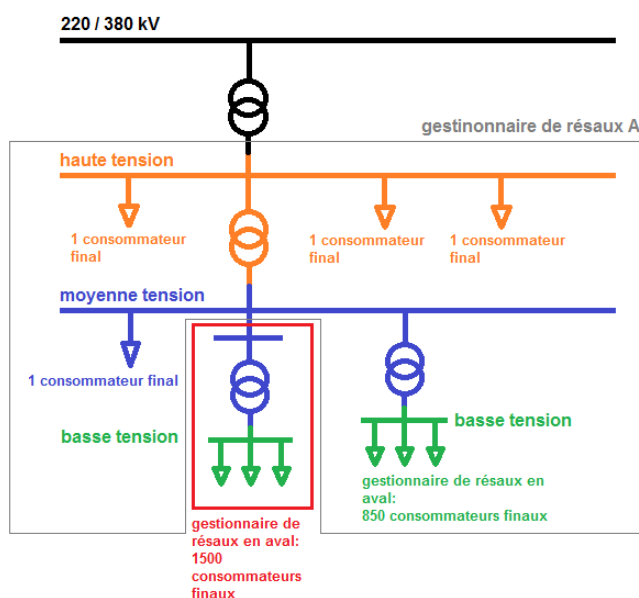 220 / 380 kV
gestinonnaire de résaux A
haute tension
1 consommateur
final
1 consommateur
final
1 consommateur
final
moyenne tension
1 consommateur final
basse tension
basse tension
gestionnaire de résaux en
aval:
850 consommateurs finaux
gestionnaire de
résaux en aval:
1500
consommateurs
finaux